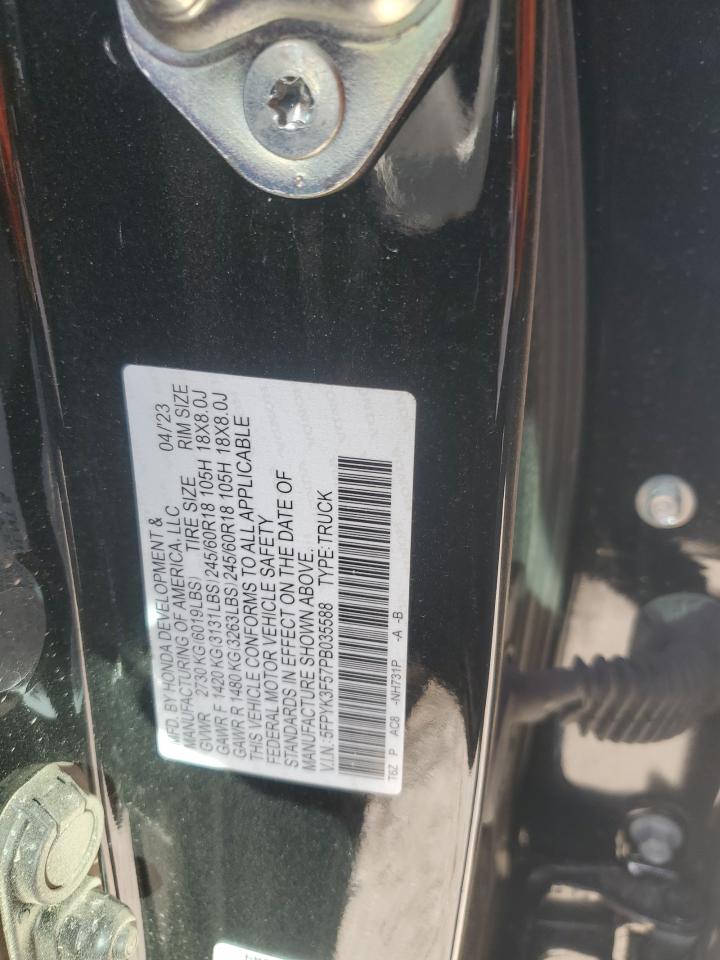 MFD. BY HONDA DEVELOPMENT & 04/'23
MANUFACTURING OF AMERICA, LLC
TIRE SIZE RIM SIZE
GVWR 2730 KG(6019LBS)
GAWR F 1420 KG(3131LBS)245/60R18 105H 18X8.0J
GAWR R 1480 KG(3263LBS)245/60R18 105H 18X8.0J
THIS VEHICLE CONFORMS TO ALL APPLICABLE
FEDERAL MOTOR VEHICLE SAFETY
STANDARDS IN EFFECT ON THE DATE OF
MANUFACTURE SHOWN ABOVE.
V.I.N.:5FPYK3F57PB035588 TYPE:TRUCK
T6Z P AC8 -NH731P -A -B